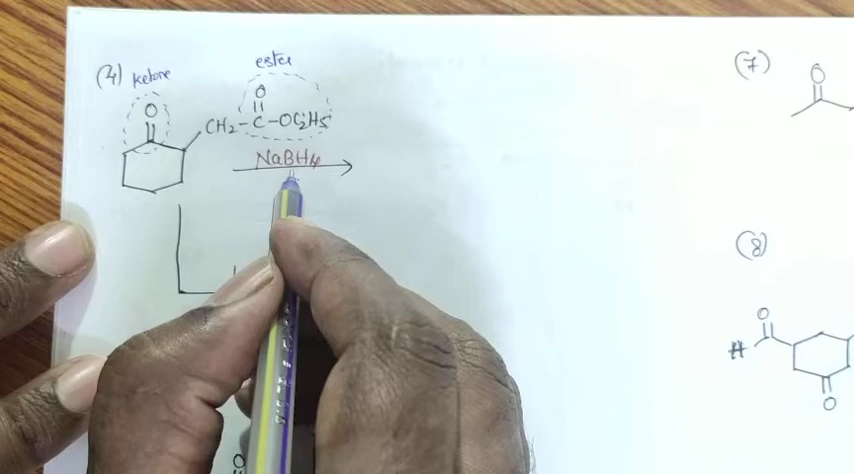 (4) ketone
ester
O
O
||
CH₂-C-OC₂H₅
NaBH₄
(7)
O
(8)
O
H
O